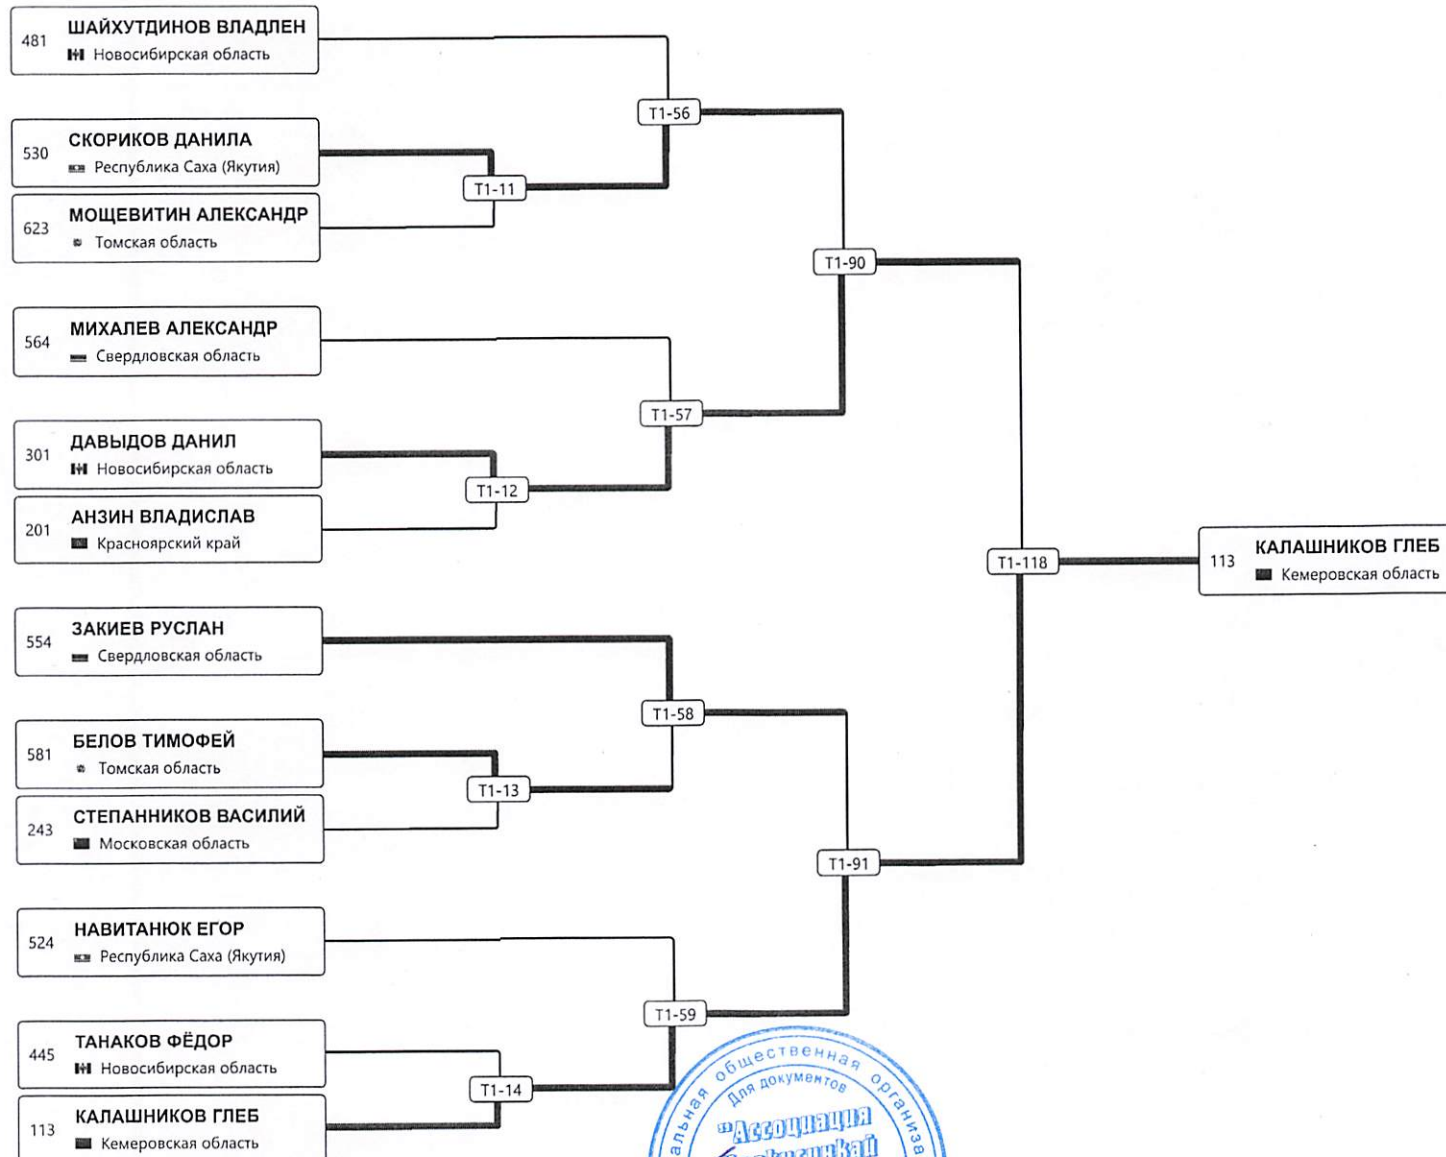 481 ШАЙХУТДИНОВ ВЛАДЛЕН
Новосибирская область
530 СКОРИКОВ ДАНИЛА
Республика Саха (Якутия)
623 МОЩЕВИТИН АЛЕКСАНДР
Томская область
564 МИХАЛЕВ АЛЕКСАНДР
Свердловская область
301 ДАВЫДОВ ДАНИЛ
Новосибирская область
201 АНЗИН ВЛАДИСЛАВ
Красноярский край
554 ЗАКИЕВ РУСЛАН
Свердловская область
581 БЕЛОВ ТИМОФЕЙ
Томская область
243 СТЕПАННИКОВ ВАСИЛИЙ
Московская область
524 НАВИТАНЮК ЕГОР
Республика Саха (Якутия)
445 ТАНАКОВ ФЁДОР
Новосибирская область
113 КАЛАШНИКОВ ГЛЕБ
Кемеровская область
T1-11
T1-12
T1-13
T1-14
T1-56
T1-57
T1-58
T1-59
T1-90
T1-91
T1-118
113 КАЛАШНИКОВ ГЛЕБ
Кемеровская область
общественная
Для документов
"Ассоциация